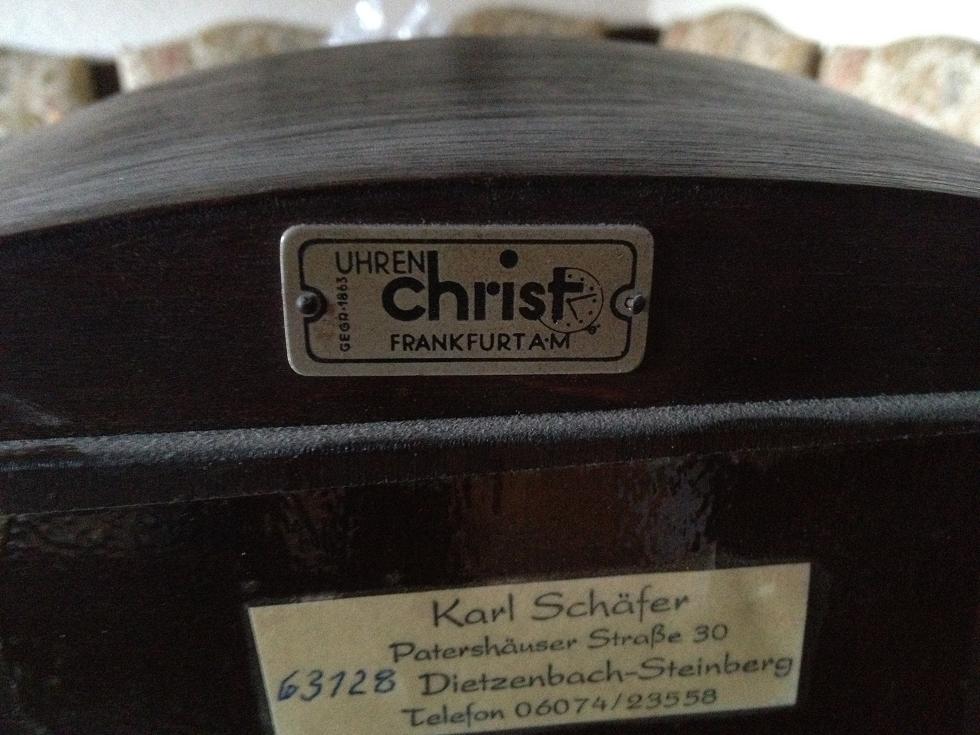 UHREN
christ
GEGR·1863
FRANKFURT A·M
Karl Schäfer
Patershäuser Straße 30
63128 Dietzenbach-Steinberg
Telefon 06074/23558